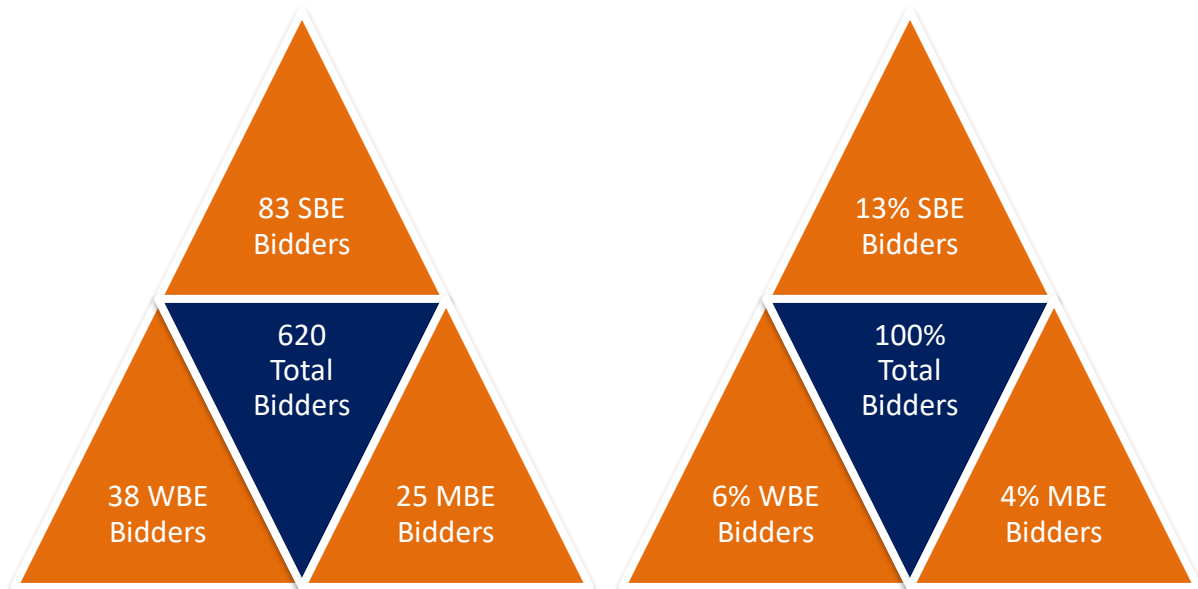 83 SBE
Bidders
620
Total
Bidders
38 WBE
Bidders
25 MBE
Bidders
13% SBE
Bidders
100%
Total
Bidders
6% WBE
Bidders
4% MBE
Bidders